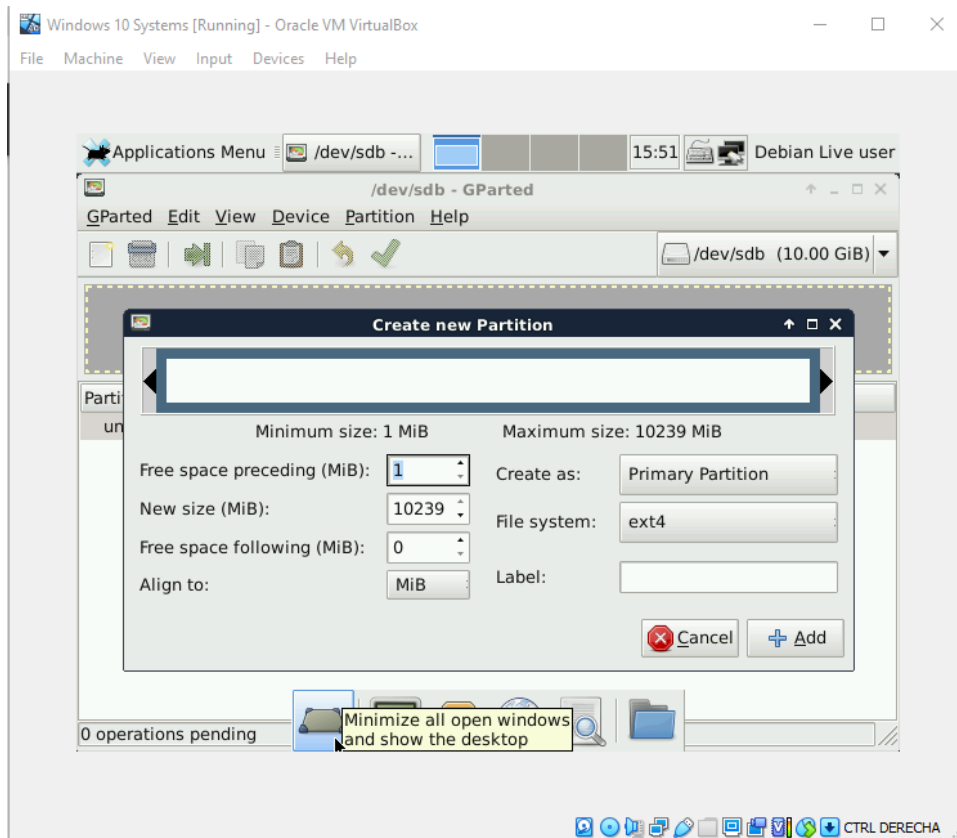 Windows 10 Systems [Running] - Oracle VM VirtualBox
File Machine View Input Devices Help
Applications Menu /dev/sdb -... 15:51 Debian Live user
/dev/sdb - GParted
GParted Edit View Device Partition Help
/dev/sdb (10.00 GiB)
Create new Partition
Parti
un
Minimum size: 1 MiB Maximum size: 10239 MiB
Free space preceding (MiB): 1 Create as: Primary Partition
New size (MiB): 10239 File system: ext4
Free space following (MiB): 0
Align to: MiB Label:
Cancel Add
Minimize all open windows
and show the desktop
0 operations pending
CTRL DERECHA